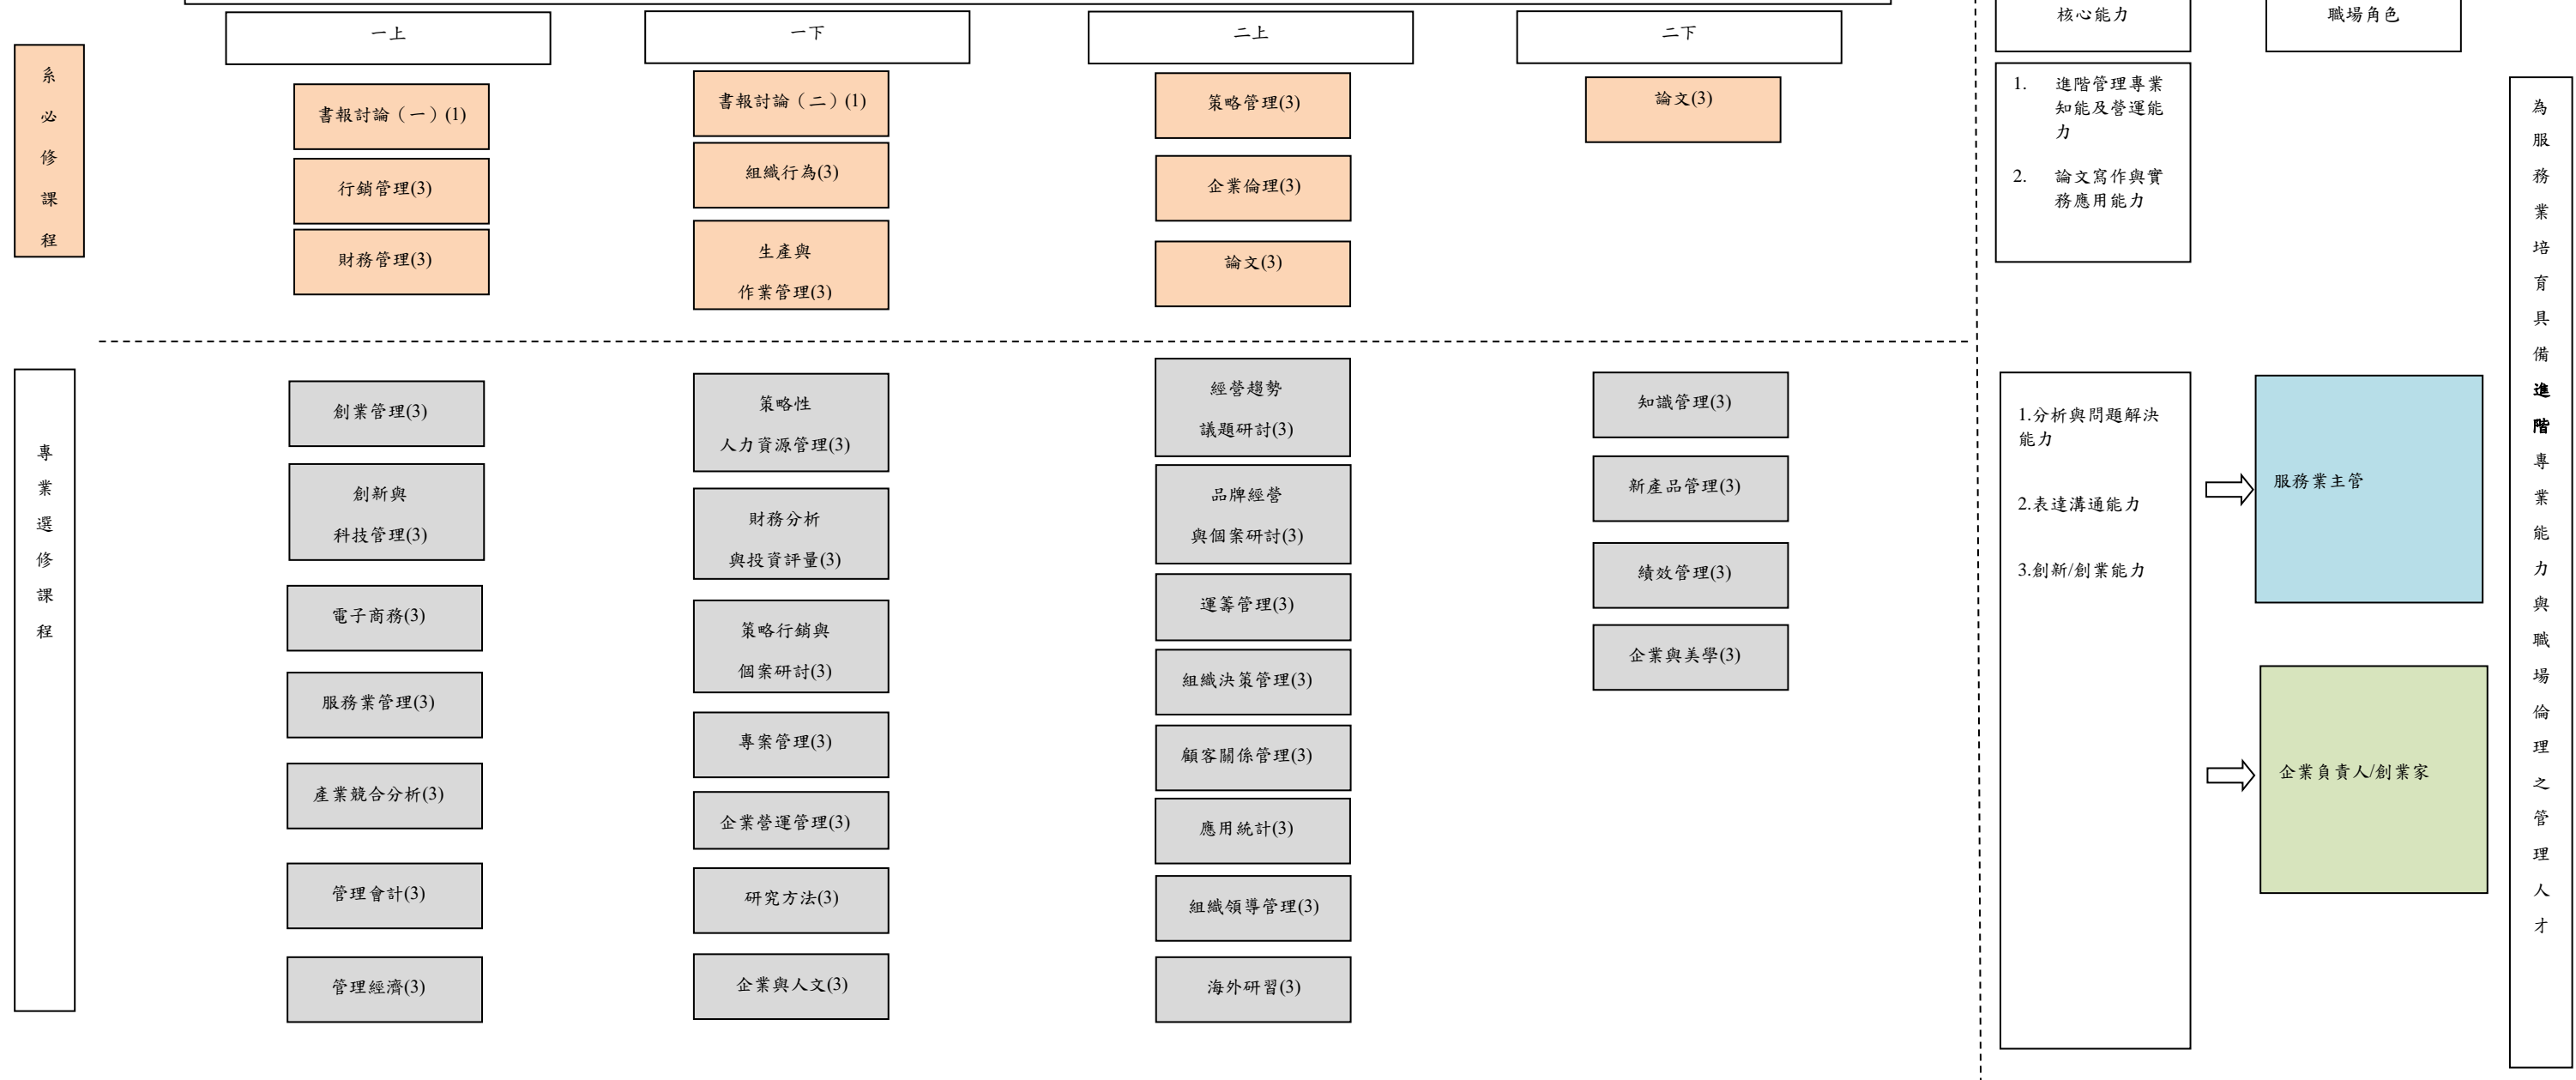 一上
一下
二上
二下
核心能力
職場角色
系必修課程
書報討論（一）(1)
行銷管理(3)
財務管理(3)
書報討論（二）(1)
組織行為(3)
生產與
作業管理(3)
策略管理(3)
企業倫理(3)
論文(3)
論文(3)
1. 進階管理專業
知能及營運能
力
2. 論文寫作與實
務應用能力
專業選修課程
創業管理(3)
創新與
科技管理(3)
電子商務(3)
服務業管理(3)
產業競合分析(3)
管理會計(3)
管理經濟(3)
策略性
人力資源管理(3)
財務分析
與投資評量(3)
策略行銷與
個案研討(3)
專案管理(3)
企業營運管理(3)
研究方法(3)
企業與人文(3)
經營趨勢
議題研討(3)
品牌經營
與個案研討(3)
運籌管理(3)
組織決策管理(3)
顧客關係管理(3)
應用統計(3)
組織領導管理(3)
海外研習(3)
知識管理(3)
新產品管理(3)
績效管理(3)
企業與美學(3)
1.分析與問題解決
能力
2.表達溝通能力
3.創新/創業能力
服務業主管
企業負責人/創業家
為服務業培育具備進階專業能力與職場倫理之管理人才